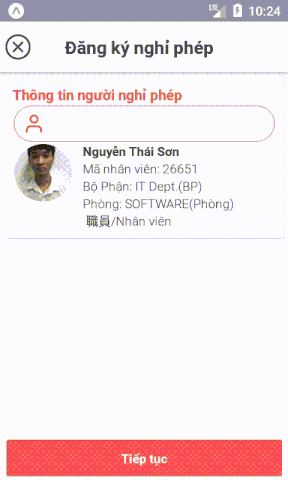 LTE 10:24
Đăng ký nghỉ phép
Thông tin người nghỉ phép
Nguyễn Thái Sơn
Mã nhân viên: 26651
Bộ Phận: IT Dept.(BP)
Phòng: SOFTWARE(Phòng)
職員/Nhân viên
Tiếp tục